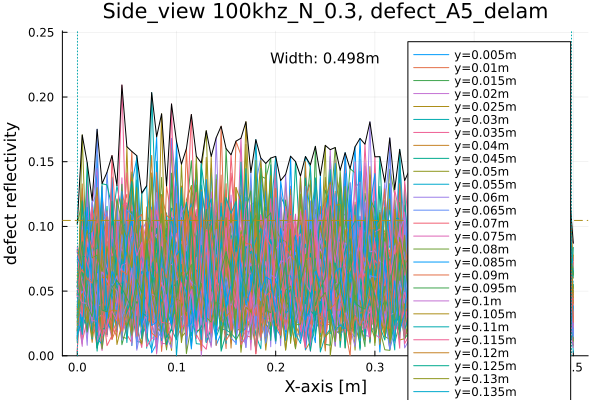 Side_view 100khz_N_0.3, defect_A5_delam
0.25
0.20
0.15
0.10
0.05
0.00
defect reflectivity
Width: 0.498m
y=0.005m
y=0.01m
y=0.015m
y=0.02m
y=0.025m
y=0.03m
y=0.035m
y=0.04m
y=0.045m
y=0.05m
y=0.055m
y=0.06m
y=0.065m
y=0.07m
y=0.075m
y=0.08m
y=0.085m
y=0.09m
y=0.095m
y=0.1m
y=0.105m
y=0.11m
y=0.115m
y=0.12m
y=0.125m
y=0.13m
y=0.135m
0.0 0.1 0.2 0.3 .5
X-axis [m]